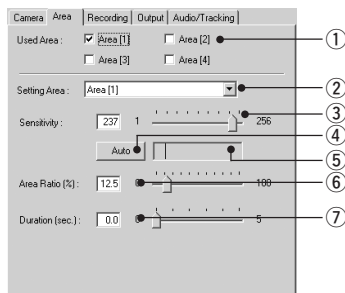 Camera Area Recording Output Audio/Tracking
Used Area : Area [1] Area [2] 1
Area [3] Area [4]
Setting Area : Area [1] 2
3
Sensitivity : 237 1 256
4
Auto 5
Area Ratio (%) : 12.5 0 100 6
Duration (sec.) : 0.0 0 5 7